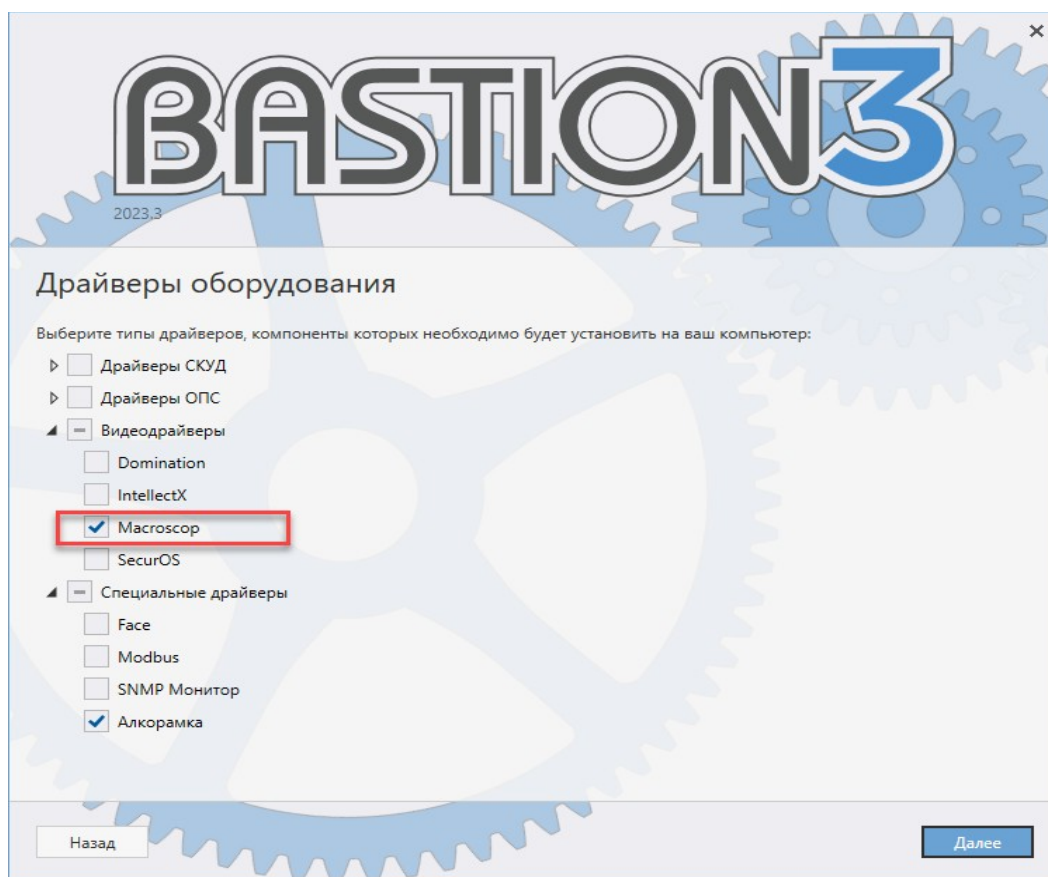 BASTION3
2023.3
Драйверы оборудования
Выберите типы драйверов, компоненты которых необходимо будет установить на ваш компьютер:
Драйверы СКУД
Драйверы ОПС
Видеодрайверы
Domination
IntellectX
Macroscop
SecurOS
Специальные драйверы
Face
Modbus
SNMP Монитор
Алкорамка
Назад
Далее